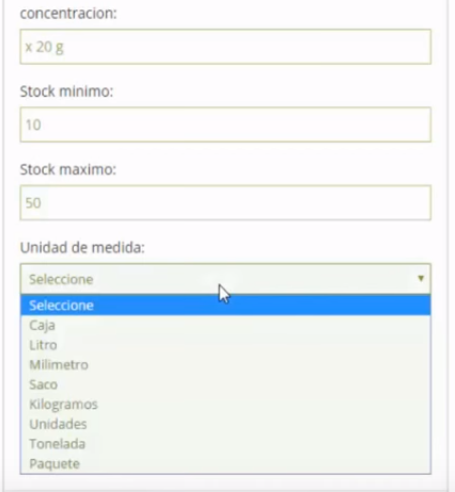 concentracion:
x 20 g
Stock minimo:
10
Stock maximo:
50
Unidad de medida:
Seleccione
Seleccione
Caja
Litro
Milimetro
Saco
Kilogramos
Unidades
Tonelada
Paquete